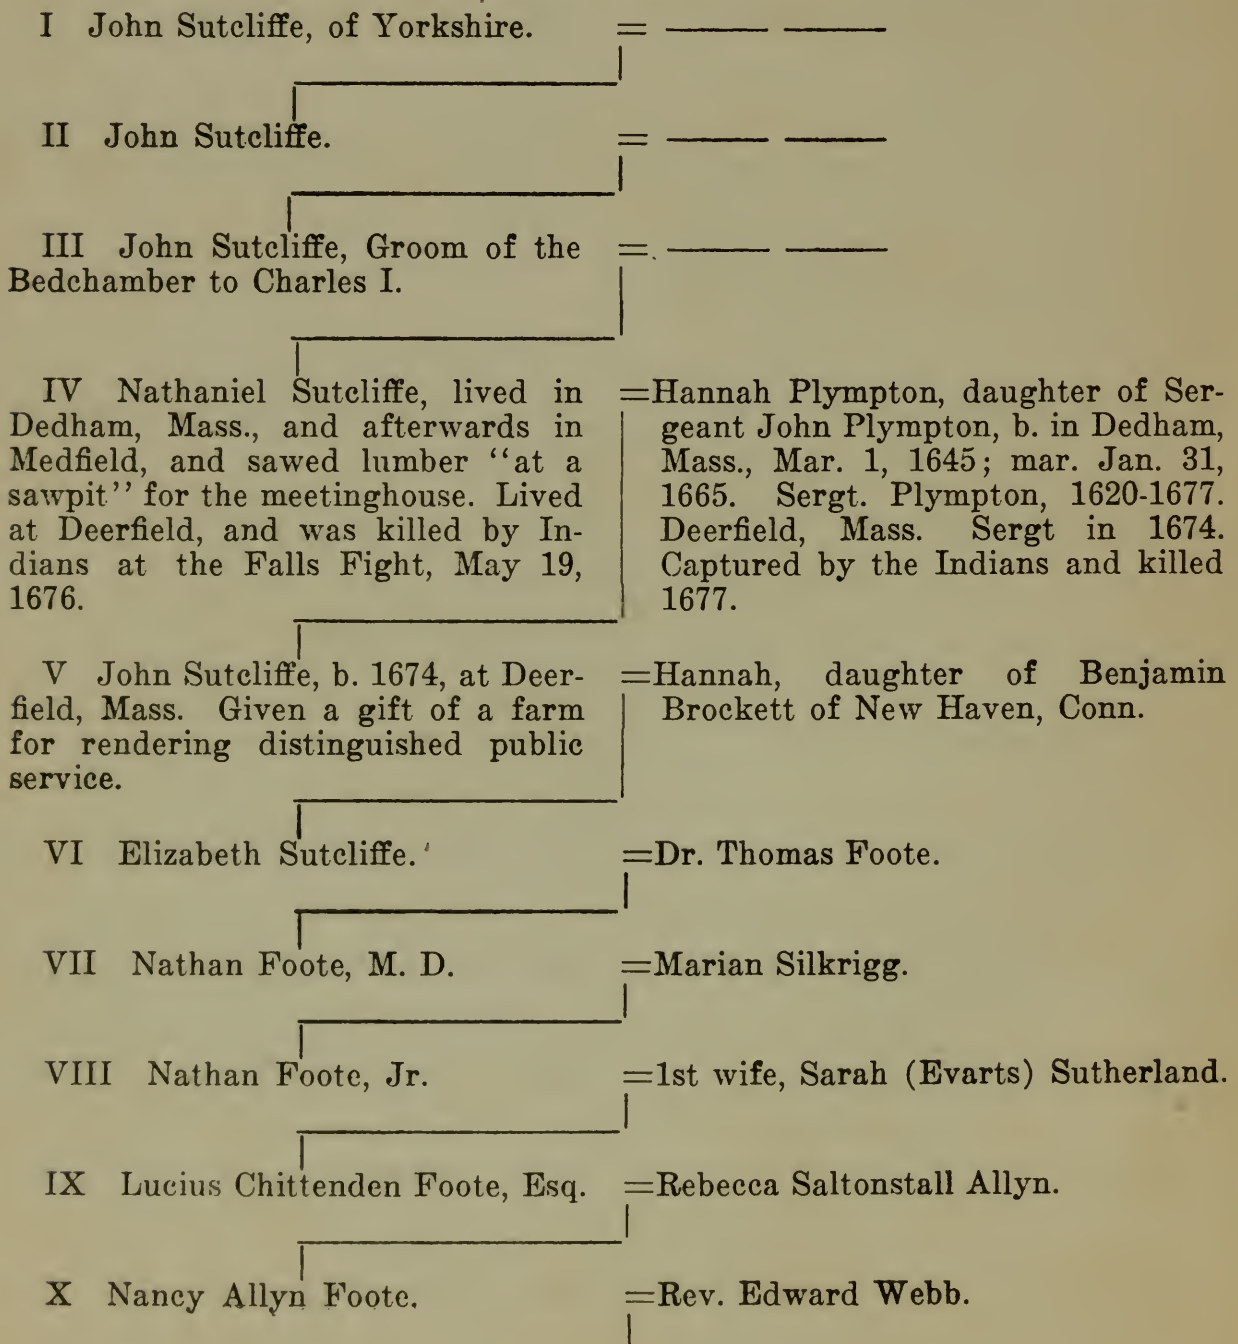 I John Sutcliffe, of Yorkshire. = —— ——
II John Sutcliffe. = —— ——
III John Sutcliffe, Groom of the
Bedchamber to Charles I.
= —— ——
IV Nathaniel Sutcliffe, lived in
Dedham, Mass., and afterwards in
Medfield, and sawed lumber “at a
sawpit” for the meetinghouse. Lived
at Deerfield, and was killed by In-
dians at the Falls Fight, May 19,
1676.
=Hannah Plympton, daughter of Ser-
geant John Plympton, b. in Dedham,
Mass., Mar. 1, 1645; mar. Jan. 31,
1665. Sergt. Plympton, 1620-1677.
Deerfield, Mass. Sergt in 1674.
Captured by the Indians and killed
1677.
V John Sutcliffe, b. 1674, at Deer-
field, Mass. Given a gift of a farm
for rendering distinguished public
service.
=Hannah, daughter of Benjamin
Brockett of New Haven, Conn.
VI Elizabeth Sutcliffe. =Dr. Thomas Foote.
VII Nathan Foote, M. D. =Marian Silkrigg.
VIII Nathan Foote, Jr. =1st wife, Sarah (Evarts) Sutherland.
IX Lucius Chittenden Foote, Esq. =Rebecca Saltonstall Allyn.
X Nancy Allyn Foote. =Rev. Edward Webb.